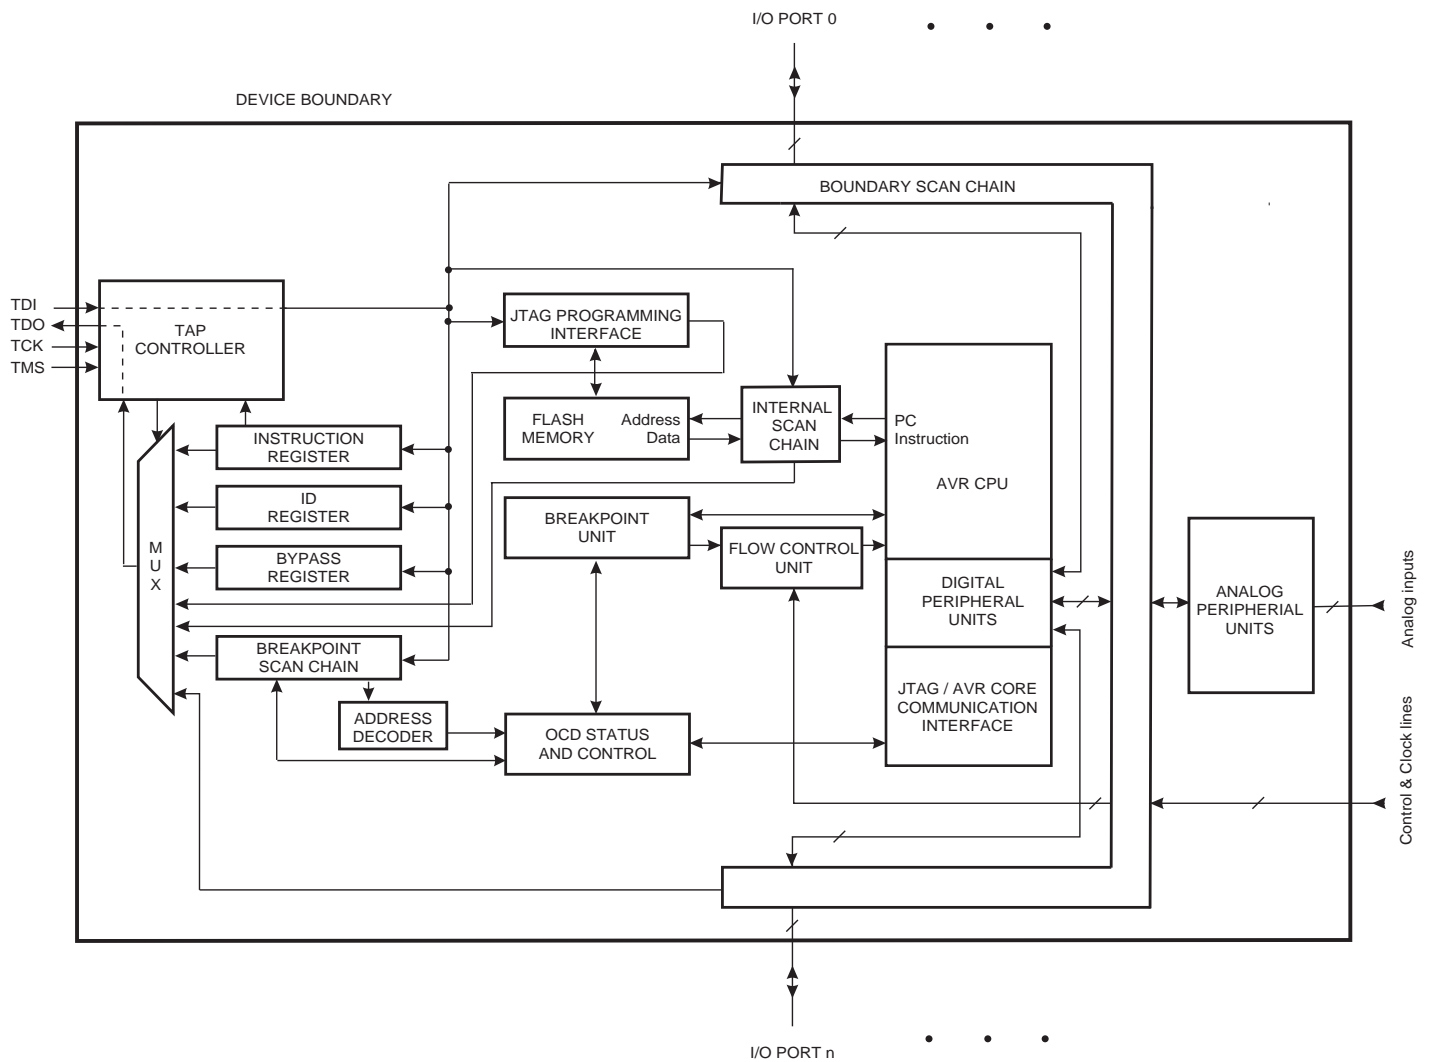 I/O PORT 0
DEVICE BOUNDARY
BOUNDARY SCAN CHAIN
TDI
TDO
TCK
TMS
TAP
CONTROLLER
JTAG PROGRAMMING
INTERFACE
FLASH
MEMORY
Address
Data
INTERNAL
SCAN
CHAIN
PC
Instruction
AVR CPU
INSTRUCTION
REGISTER
ID
REGISTER
BYPASS
REGISTER
M
U
X
BREAKPOINT
UNIT
FLOW CONTROL
UNIT
DIGITAL
PERIPHERAL
UNITS
ANALOG
PERIPHERIAL
UNITS
Analog inputs
BREAKPOINT
SCAN CHAIN
ADDRESS
DECODER
OCD STATUS
AND CONTROL
JTAG / AVR CORE
COMMUNICATION
INTERFACE
Control & Clock lines
I/O PORT n